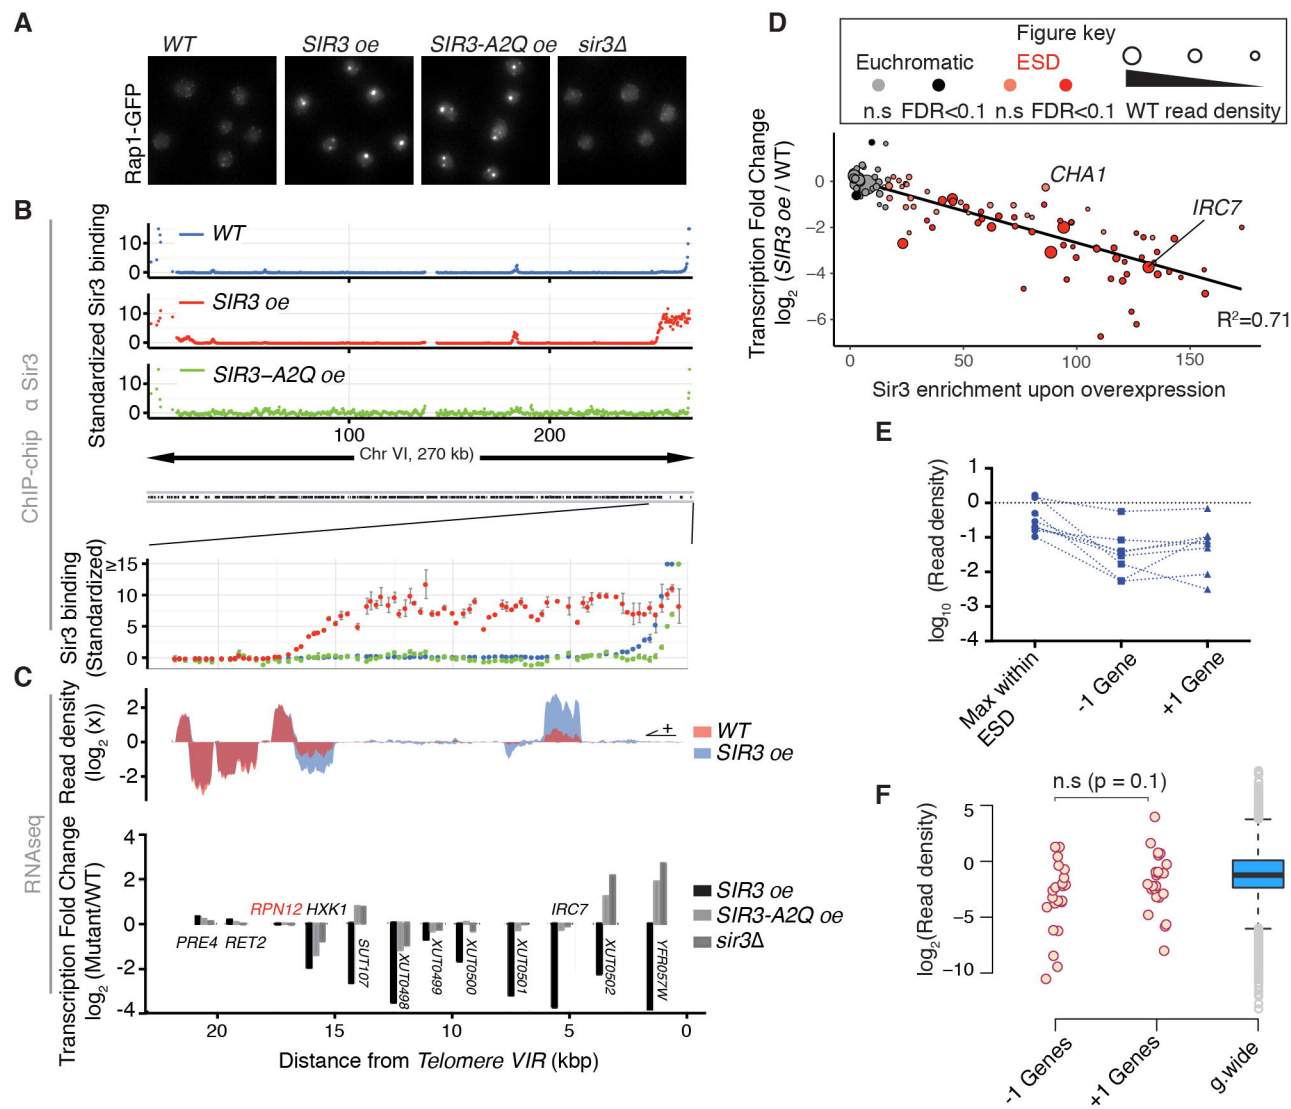 A
WT
SIR3 oe
SIR3-A2Q oe
sir3Δ
Rap1-GFP
B
ChIP-chip α Sir3
Standardized Sir3 binding
WT
10
0
SIR3 oe
10
0
SIR3–A2Q oe
10
0
100
200
Chr VI, 270 kb)
Sir3 binding
(Standardized)
≥15
10
5
0
C
RNAseq
Read density
(log2 (x))
2
0
-2
+
WT
SIR3 oe
Transcription Fold Change
log2 (Mutant/WT)
4
2
0
-2
-4
PRE4
RET2
RPN12
HXK1
SUT107
XUT0498
XUT0499
XUT0500
XUT0501
IRC7
XUT0502
YFR057W
SIR3 oe
SIR3-A2Q oe
sir3Δ
20
15
10
5
0
Distance from Telomere VIR (kbp)
D
Figure key
Euchromatic
ESD
n.s FDR<0.1 n.s FDR<0.1 WT read density
Transcription Fold Change
log2 (SIR3 oe / WT)
0
−2
−4
−6
CHA1
IRC7
R2=0.71
0
50
100
150
Sir3 enrichment upon overexpression
E
log10 (Read density)
1
0
-1
-2
-3
-4
Max within
ESD
-1 Gene
+1 Gene
F
n.s (p = 0.1)
log2(Read density)
5
0
−5
−10
-1 Genes
+1 Genes
g.wide